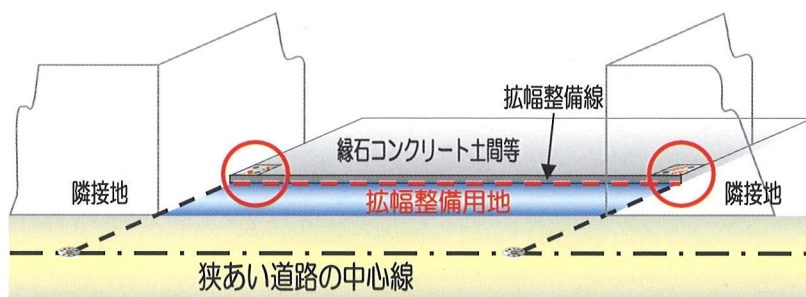 拡幅整備線
縁石コンクリート土間等
隣接地
拡幅整備用地
隣接地
狭あい道路の中心線